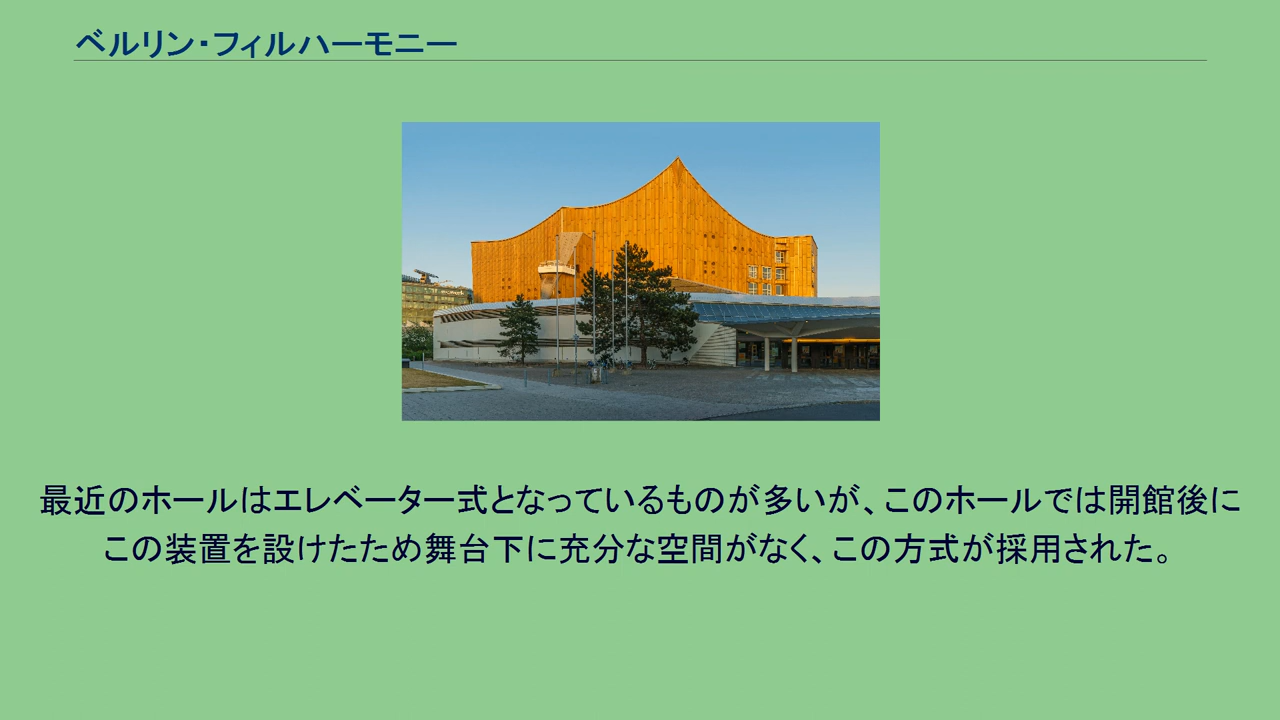 ベルリン・フィルハーモニー
最近のホールはエレベーター式となっているものが多いが、このホールでは開館後に
この装置を設けたため舞台下に充分な空間がなく、この方式が採用された。